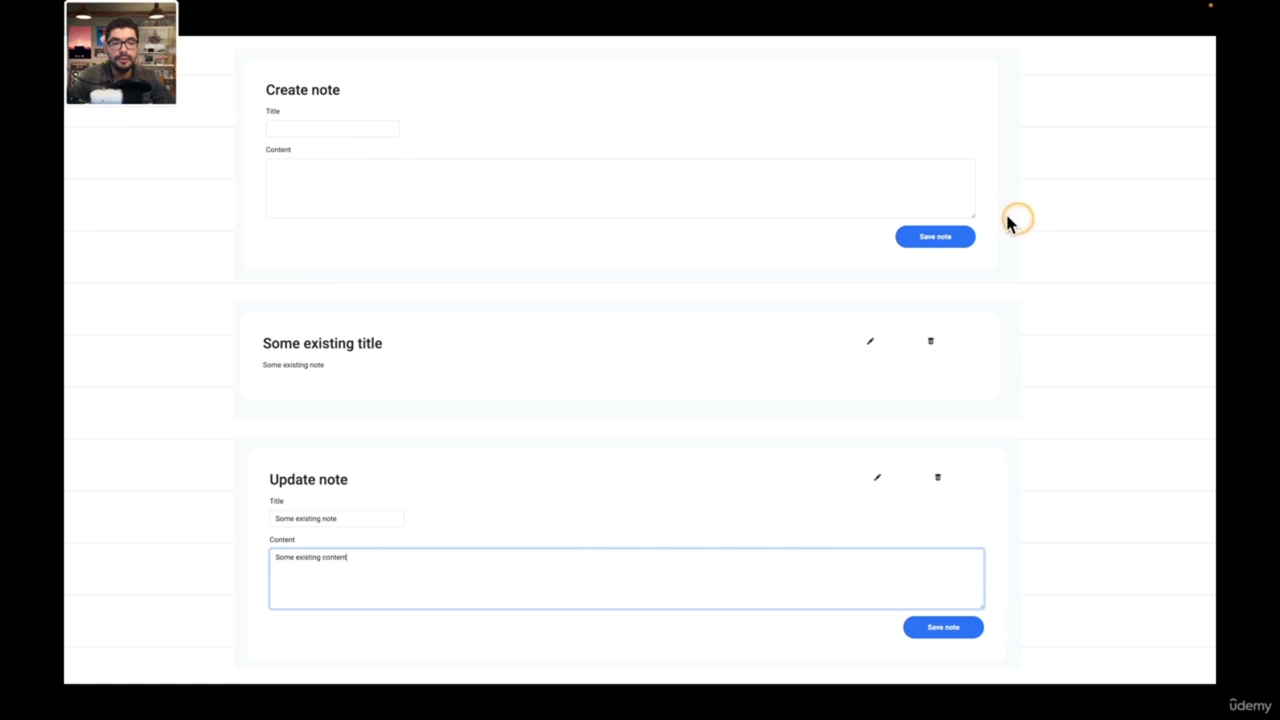 Create note
Title
Content
Save note
Some existing title
Some existing note
Update note
Title
Some existing note
Content
Some existing content
Save note
ûdemy